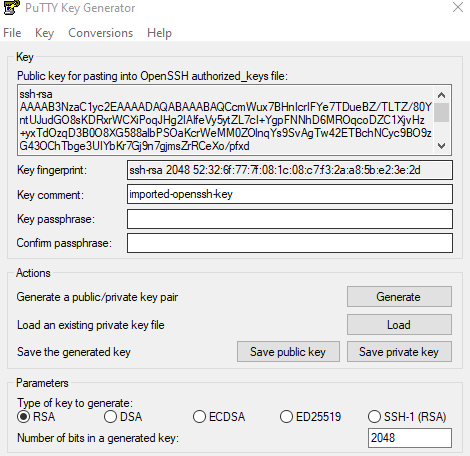 PuTTY Key Generator
File Key Conversions Help
Key
Public key for pasting into OpenSSH authorized_keys file:
ssh-rsa
AAAAB3NzaC1yc2EAAAADAQABAAABAQCcmWux7BHnIcrIFYe7TDueBZ/TLTZ/80Y
ntUJudGO8sKDRxrWCXiPoqJHg2lAlfeVy5ytZL7cI+YgpFNNhD6MROqcoDZC1XjvHz
+yxTdOzqD3B0O8XG588albPSOaKcrWeMM0ZOlnqYs9SvAgTw42ETbchNCyc9BO9z
G43OChTbge3UIYbKr7Gj9n7gjmsZrRCeXo/pfxd
Key fingerprint: ssh-rsa 2048 52:32:6f:77:7f:08:1c:08:c7:f3:2a:a8:5b:e2:3e:2d
Key comment: imported-openssh-key
Key passphrase:
Confirm passphrase:
Actions
Generate a public/private key pair Generate
Load an existing private key file Load
Save the generated key Save public key Save private key
Parameters
Type of key to generate:
RSA DSA ECDSA ED25519 SSH-1 (RSA)
Number of bits in a generated key: 2048